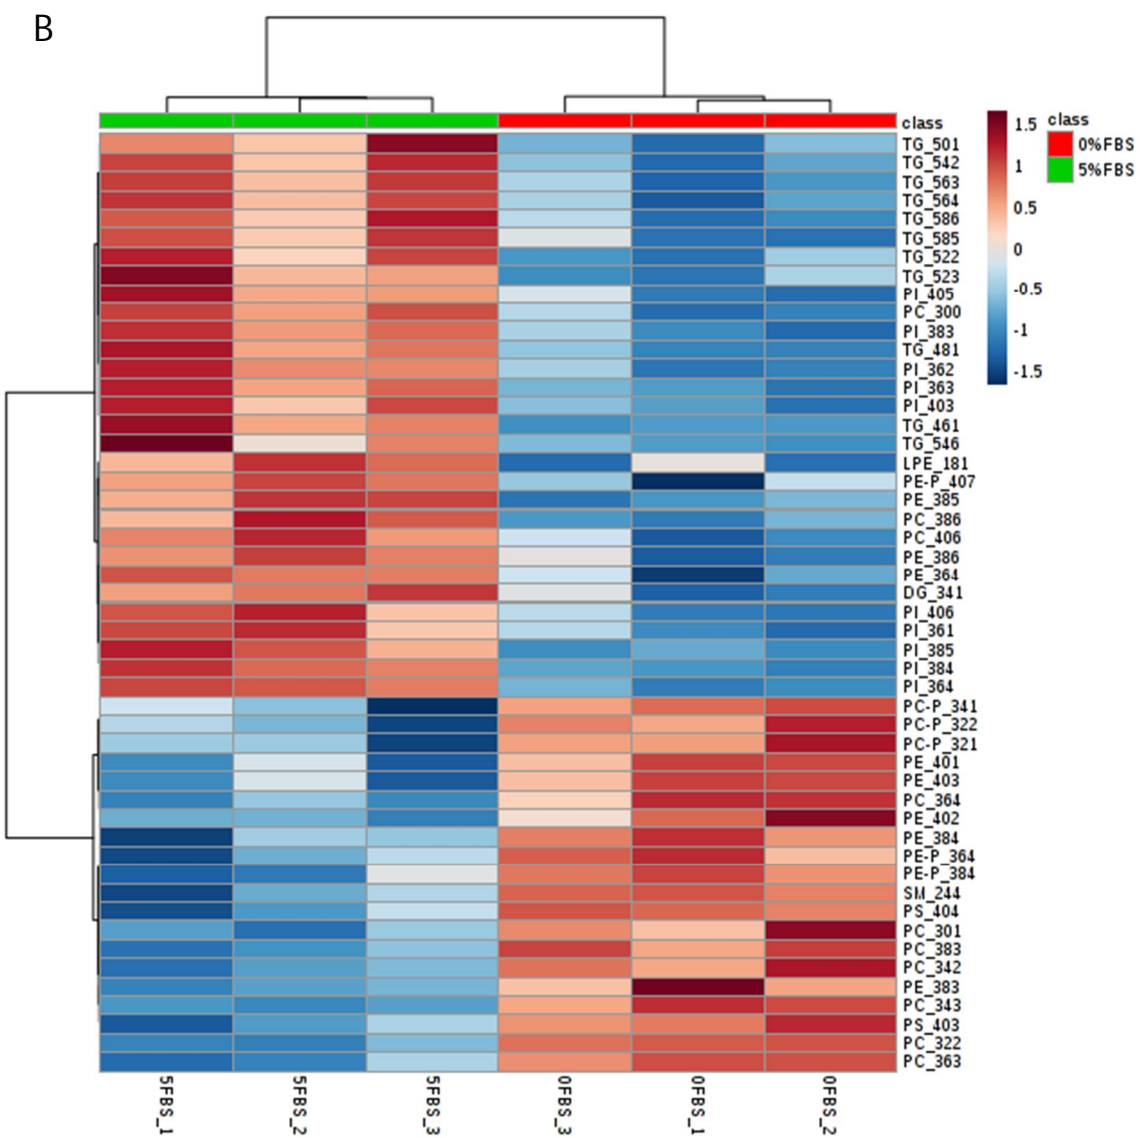 B
class
TG_501
TG_542
TG_563
TG_564
TG_586
TG_585
TG_522
TG_523
PI_405
PC_300
PI_383
TG_481
PI_362
PI_363
PI_403
TG_461
TG_546
LPE_181
PE-P_407
PE_385
PC_386
PC_406
PE_386
PE_364
DG_341
PI_406
PI_361
PI_385
PI_384
PI_364
PC-P_341
PC-P_322
PC-P_321
PE_401
PE_403
PC_364
PE_402
PE_384
PE-P_364
PE-P_384
SM_244
PS_404
PC_301
PC_383
PC_342
PE_383
PC_343
PS_403
PC_322
PC_363
1.5
1
0.5
0
-0.5
-1
-1.5
class
0%FBS
5%FBS
5FBS_1
5FBS_2
5FBS_3
0FBS_3
0FBS_1
0FBS_2